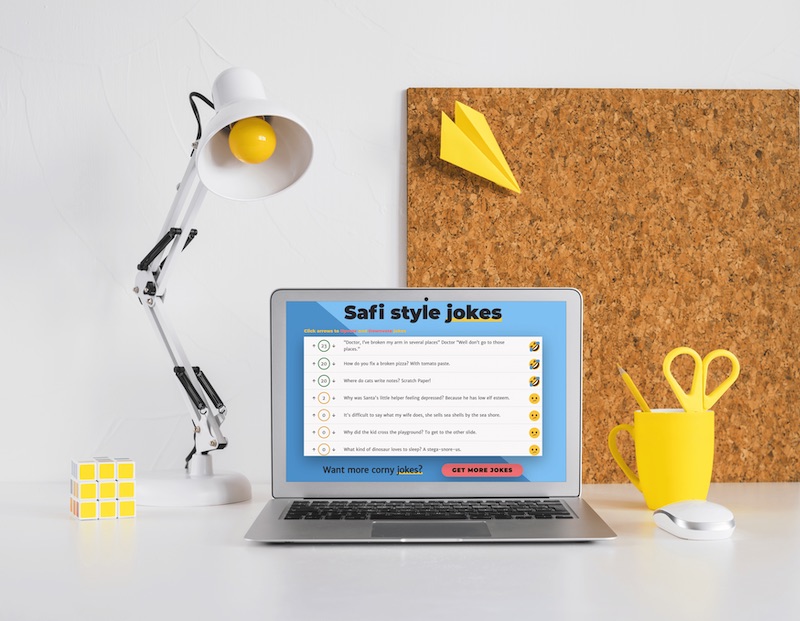 Safi style jokes
Click arrows to
23
"Doctor, I've broken my arm in several places" Doctor "Well don't go to those
places."
20
How do you fix a broken pizza? With tomato paste.
20
Where do cats write notes? Scratch Paper!
2
Why was Santa's little helper feeling depressed? Because he has low elf esteem.
0
It's difficult to say what my wife does, she sells sea shells by the sea shore.
0
Why did the kid cross the playground? To get to the other slide.
0
What kind of dinosaur loves to sleep? A stega-snore-us.
Want more corny jokes?
GET MORE JOKES